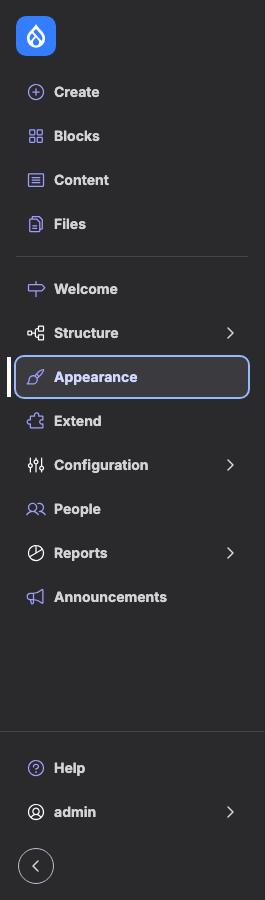 Create
Blocks
Content
Files
Welcome
Structure
Appearance
Extend
Configuration
People
Reports
Announcements
Help
admin